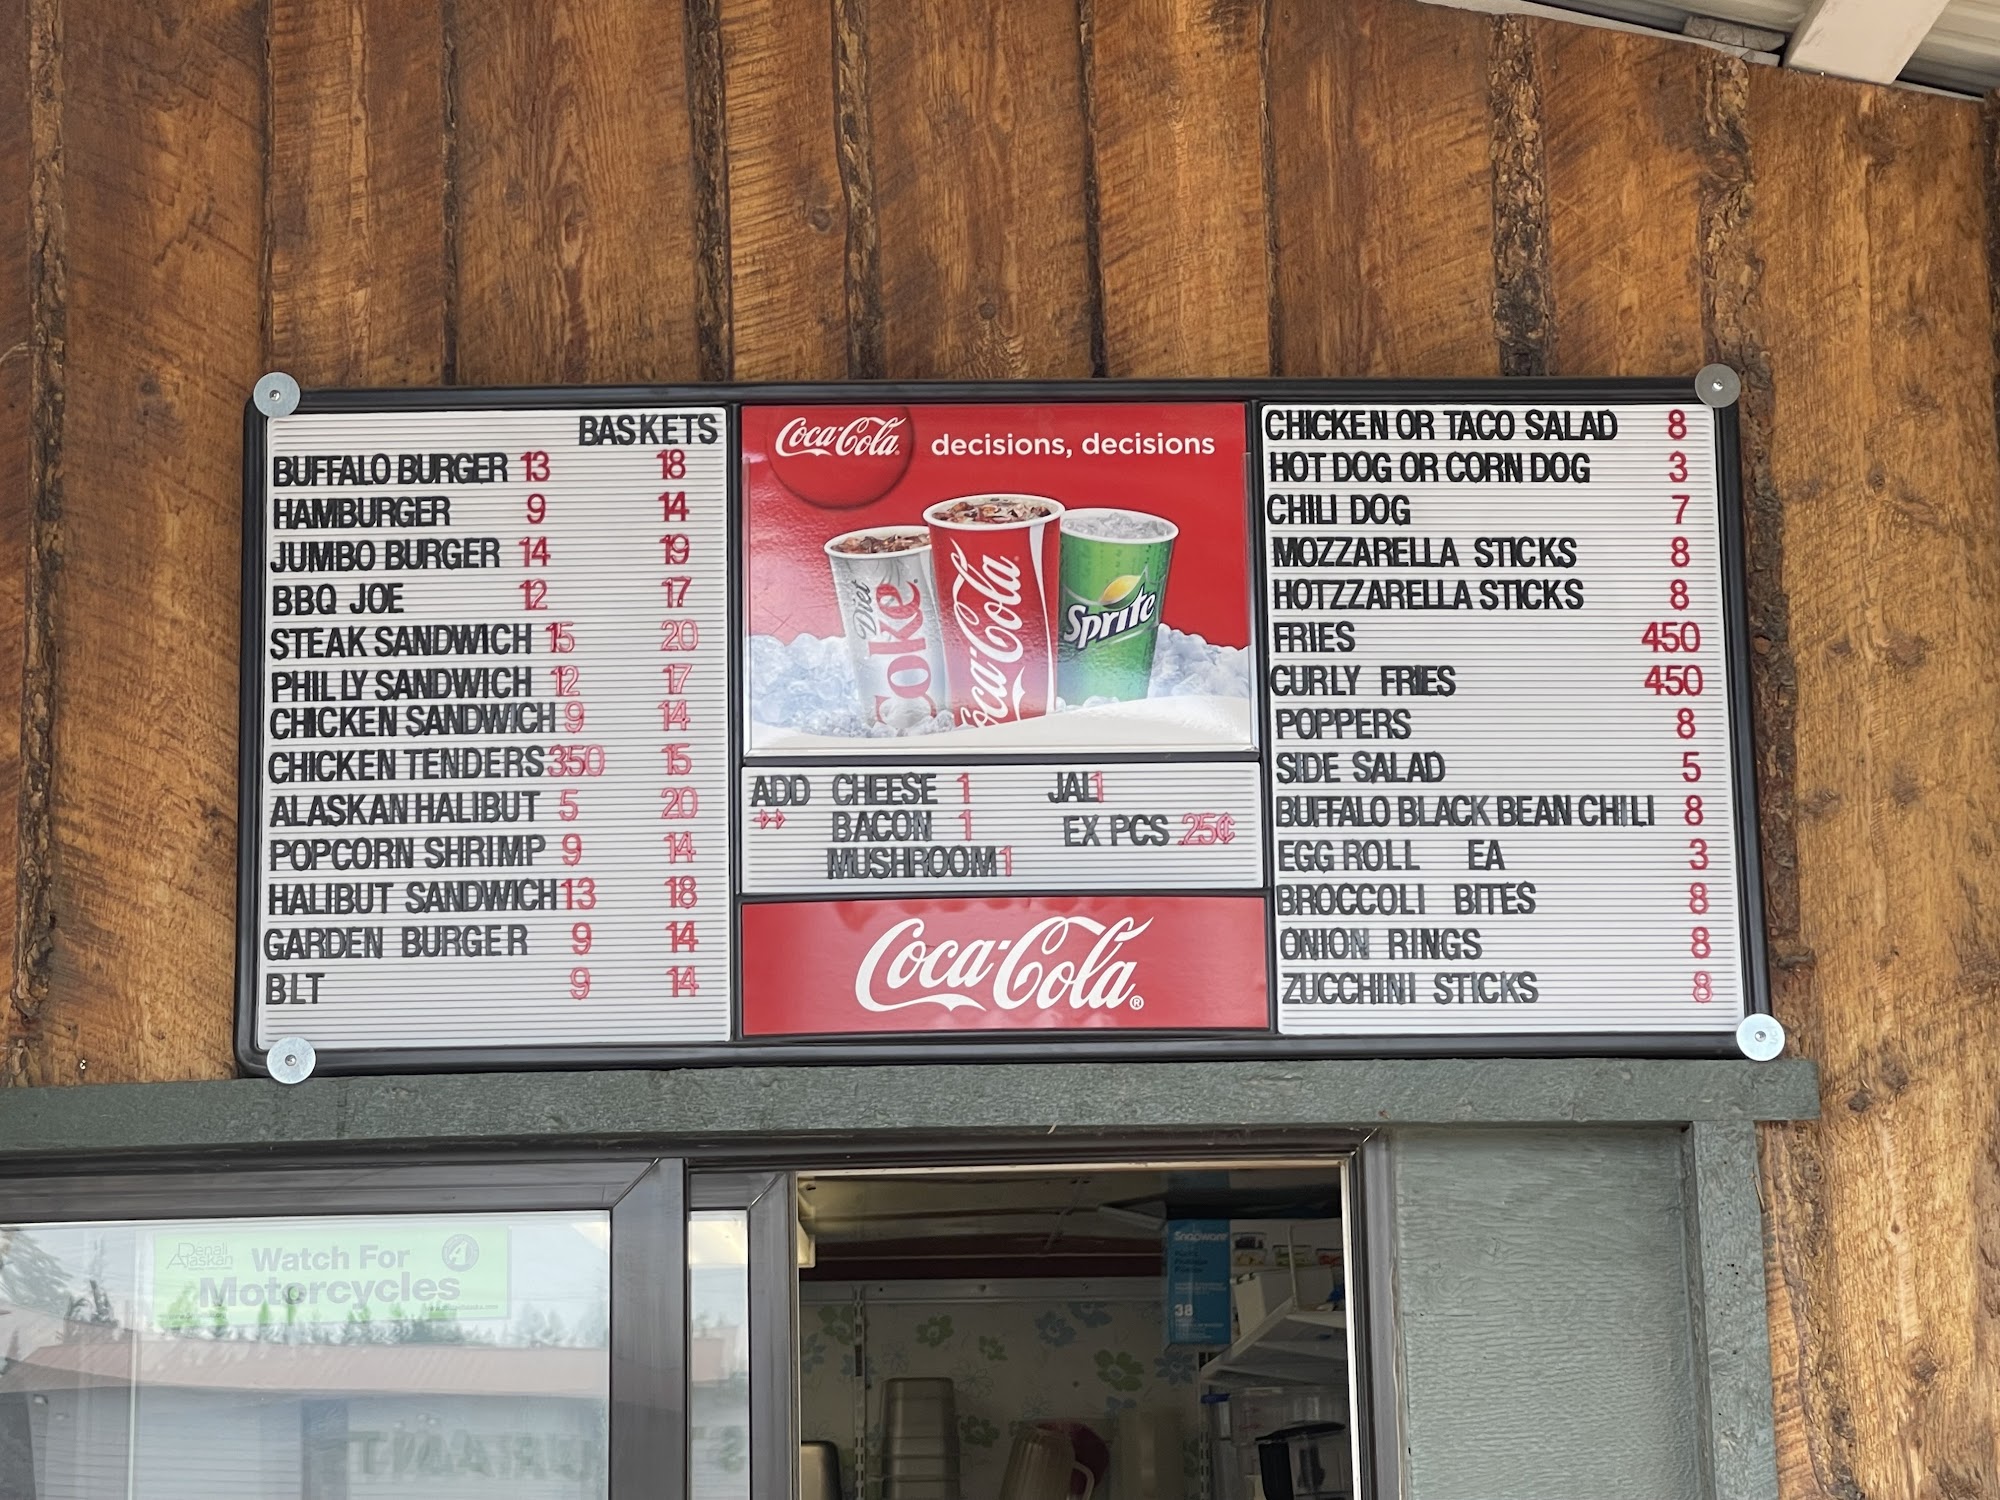 BASKETS
BUFFALO BURGER 13 18
HAMBURGER 9 14
JUMBO BURGER 14 19
BBQ JOE 12 17
STEAK SANDWICH 15 20
PHILLY SANDWICH 12 17
CHICKEN SANDWICH 9 14
CHICKEN TENDERS 350 15
ALASKAN HALIBUT 5 20
POPCORN SHRIMP 9 14
HALIBUT SANDWICH 13 18
GARDEN BURGER 9 14
BLT 9 14
Coca-Cola decisions, decisions
Diet Coke
Coca-Cola
Sprite
ADD CHEESE 1 JAL 1
BACON 1 EX PCS .25¢
MUSHROOM 1
Coca-Cola®
CHICKEN OR TACO SALAD 8
HOT DOG OR CORN DOG 3
CHILI DOG 7
MOZZARELLA STICKS 8
HOTZZARELLA STICKS 8
FRIES 450
CURLY FRIES 450
POPPERS 8
SIDE SALAD 5
BUFFALO BLACK BEAN CHILI 8
EGG ROLL EA 3
BROCCOLI BITES 8
ONION RINGS 8
ZUCCHINI STICKS 8
Denali Alaskan
Watch For
Motorcycles
Snapware
38